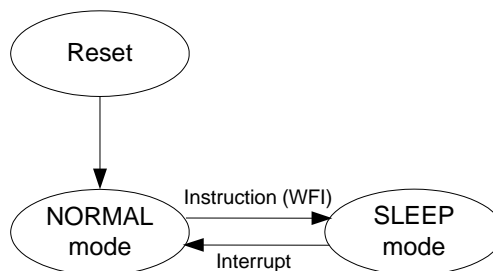 Reset
Instruction (WFI)
NORMAL
mode
SLEEP
mode
Interrupt